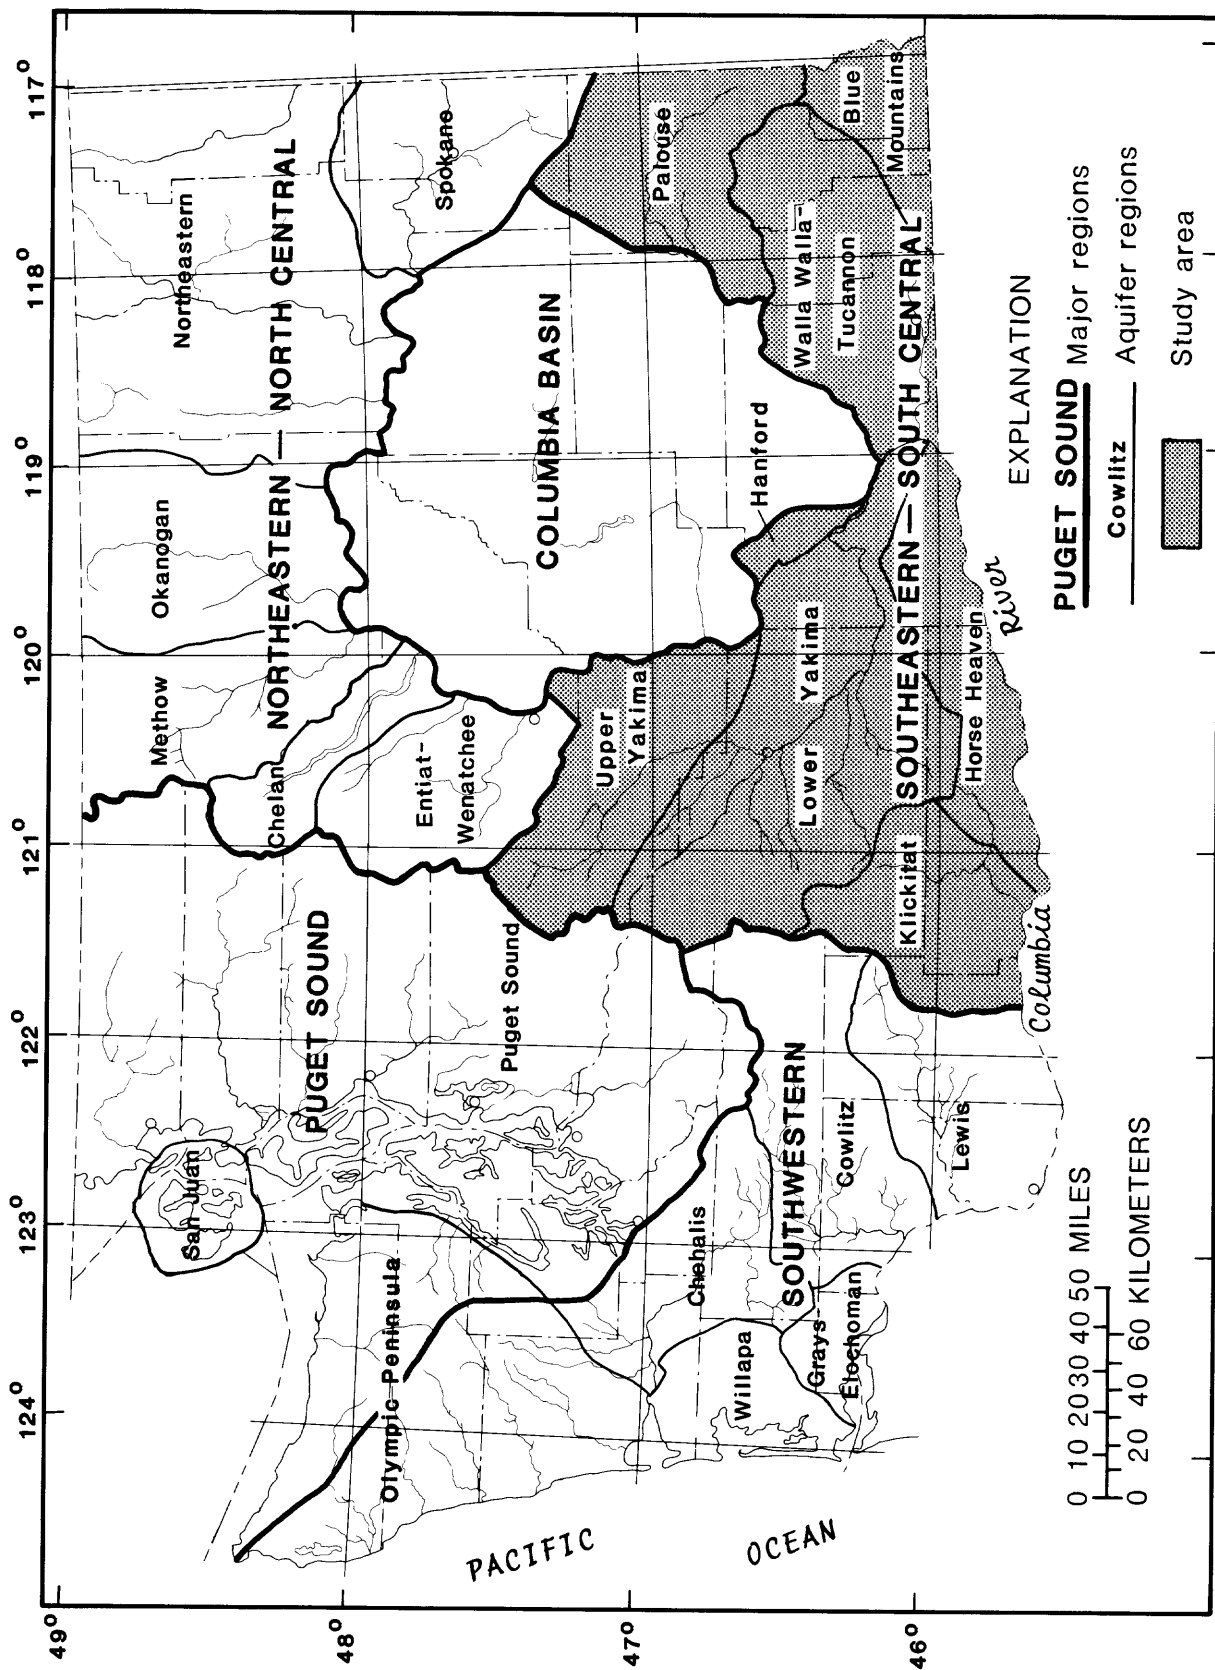 124°
123°
122°
121°
120°
119°
118°
117°
49°
48°
47°
46°
San Juan
PUGET SOUND
Methow
Okanogan
Northeastern
Chelan
NORTHEASTERN — NORTH CENTRAL
Olympic Peninsula
Entiat-
Wenatchee
Spokane
Puget Sound
COLUMBIA BASIN
PACIFIC
OCEAN
Upper
Yakima
Palouse
Chehalis
Willapa
SOUTHWESTERN
Hanford
Walla Walla-
Tucannon
Grays-
Elochoman
Cowlitz
Lower Yakima
Blue
Mountains
Klickitat
SOUTHEASTERN — SOUTH CENTRAL
Lewis
Horse Heaven
Columbia
River
EXPLANATION
PUGET SOUND Major regions
Cowlitz Aquifer regions
Study area
0 10 20 30 40 50 MILES
0 20 40 60 KILOMETERS